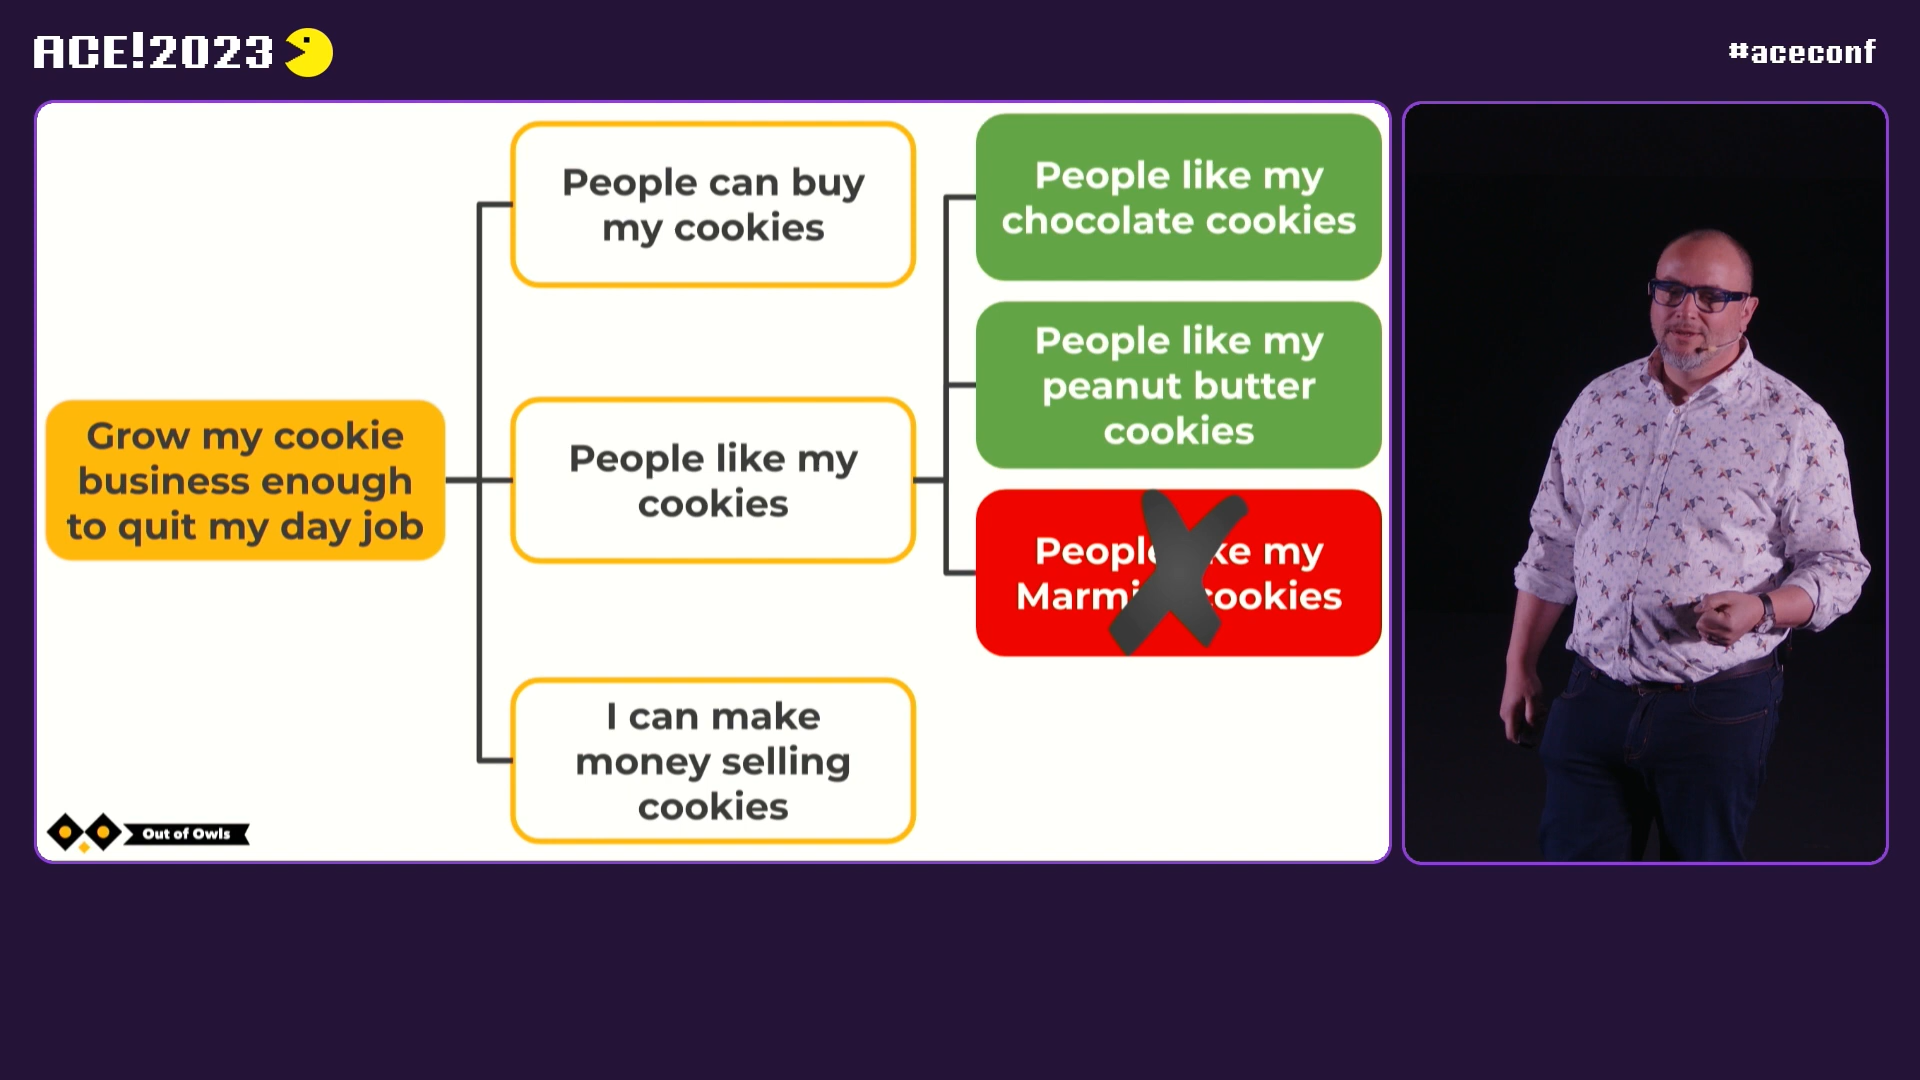 ACE!2023
#aceconf
People can buy
my cookies
People like my
chocolate cookies
People like my
peanut butter
cookies
Grow my cookie
business enough
to quit my day job
People like my
cookies
my
cookies
I can make
money selling
cookies
Out of Owls